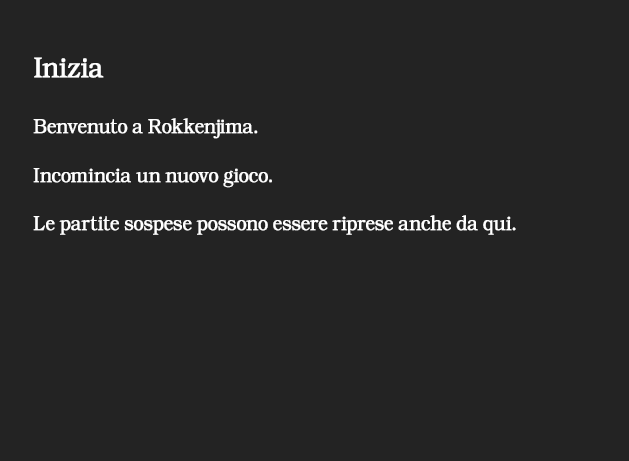 Inizia
Benvenuto a Rokkenjima.
Incomincia un nuovo gioco.
Le partite sospese possono essere riprese anche da qui.